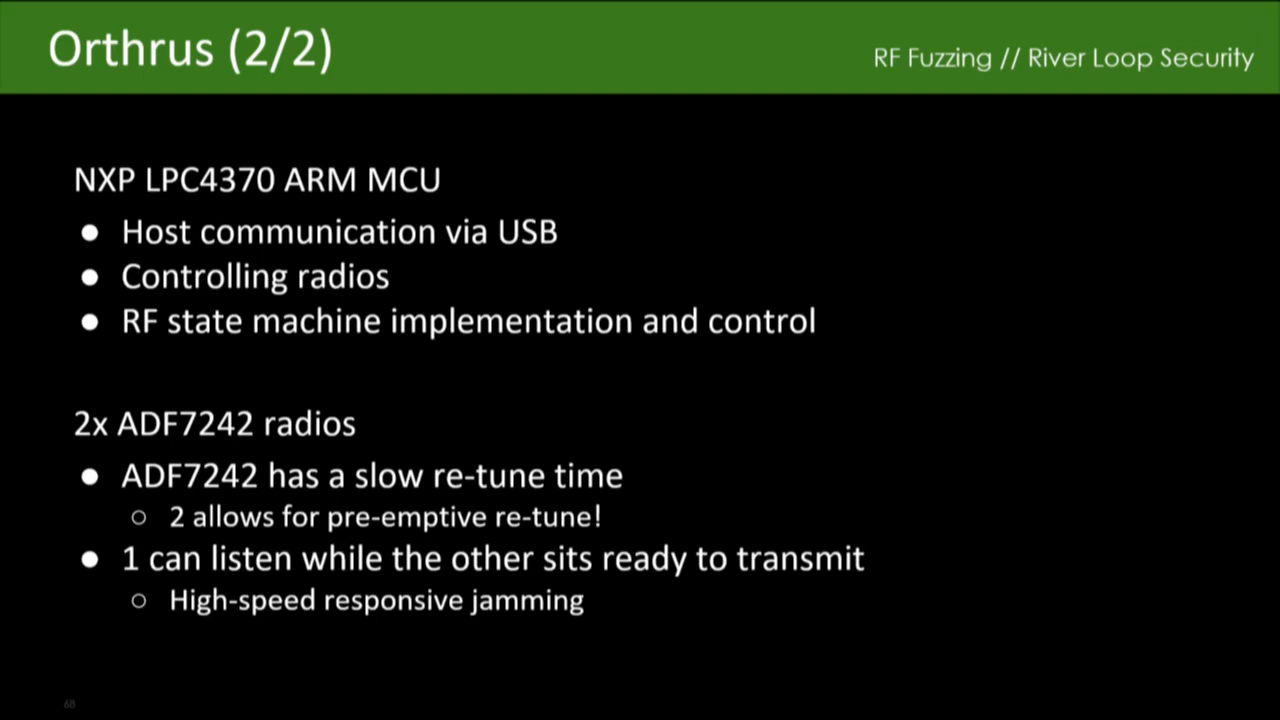 Orthrus (2/2)
RF Fuzzing // River Loop Security
NXP LPC4370 ARM MCU
● Host communication via USB
● Controlling radios
● RF state machine implementation and control
2x ADF7242 radios
● ADF7242 has a slow re-tune time
○ 2 allows for pre-emptive re-tune!
● 1 can listen while the other sits ready to transmit
○ High-speed responsive jamming
68